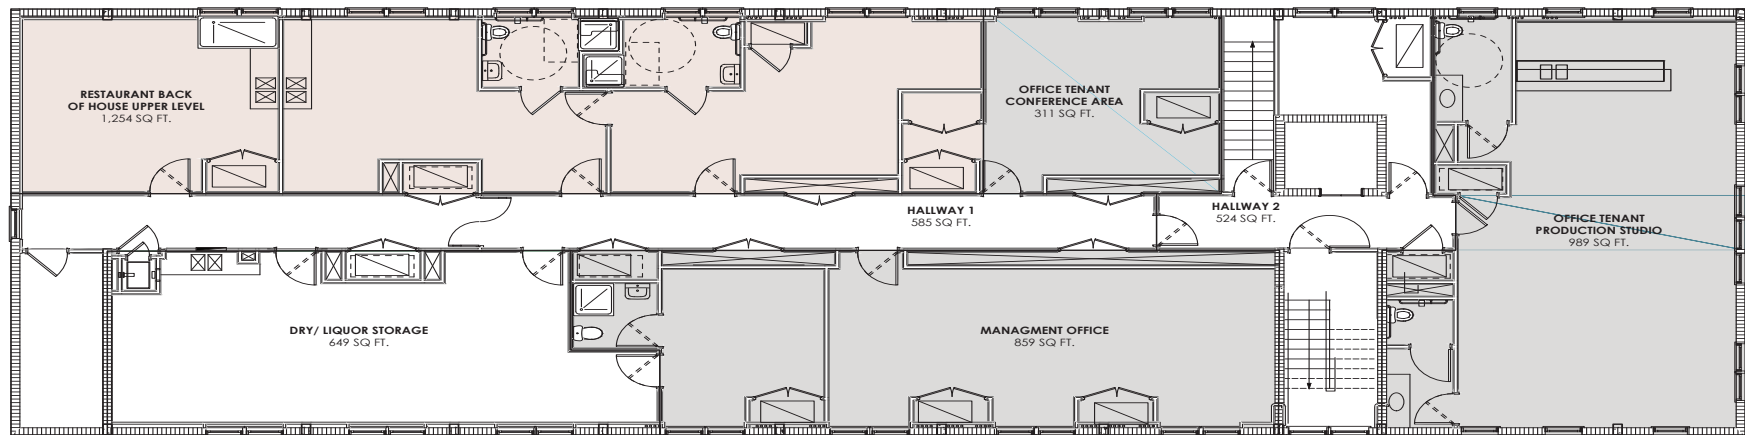 RESTAURANT BACK
OF HOUSE UPPER LEVEL
1,254 SQ FT.
OFFICE TENANT
CONFERENCE AREA
311 SQ FT.
HALLWAY 1
585 SQ FT.
HALLWAY 2
524 SQ FT.
OFFICE TENANT
PRODUCTION STUDIO
989 SQ FT.
DRY/ LIQUOR STORAGE
649 SQ FT.
MANAGMENT OFFICE
859 SQ FT.